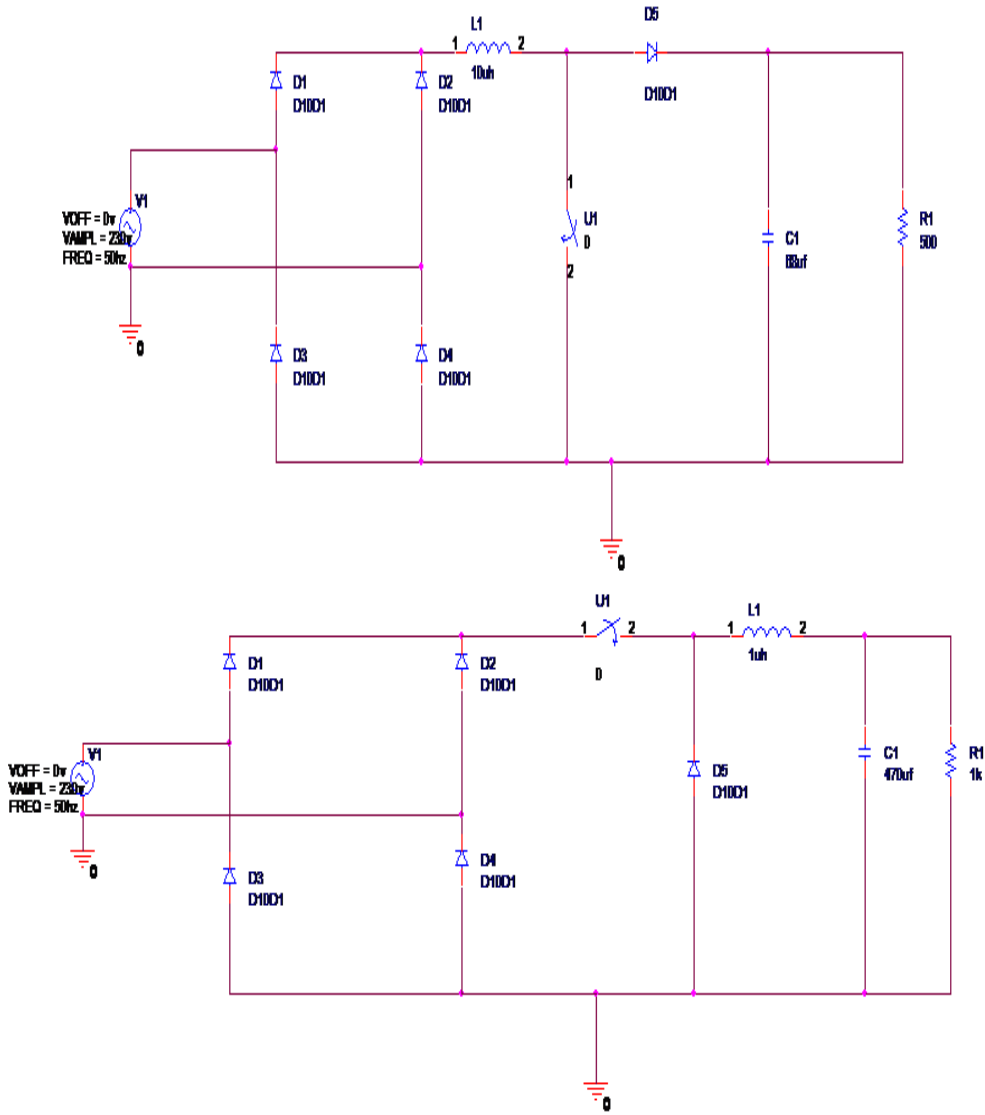 L1
1 2
10uh
D5
D10D1
D1
D10D1
D2
D10D1
V1
VOFF = 0v
VAMPL = 230v
FREQ = 50hz
0
1
U1
0
2
C1
68uf
R1
500
D3
D10D1
D4
D10D1
0
U1
1 2
0
L1
1 2
1uh
D1
D10D1
D2
D10D1
V1
VOFF = 0v
VAMPL = 230v
FREQ = 50hz
0
D5
D10D1
C1
470uf
R1
1k
D3
D10D1
D4
D10D1
0